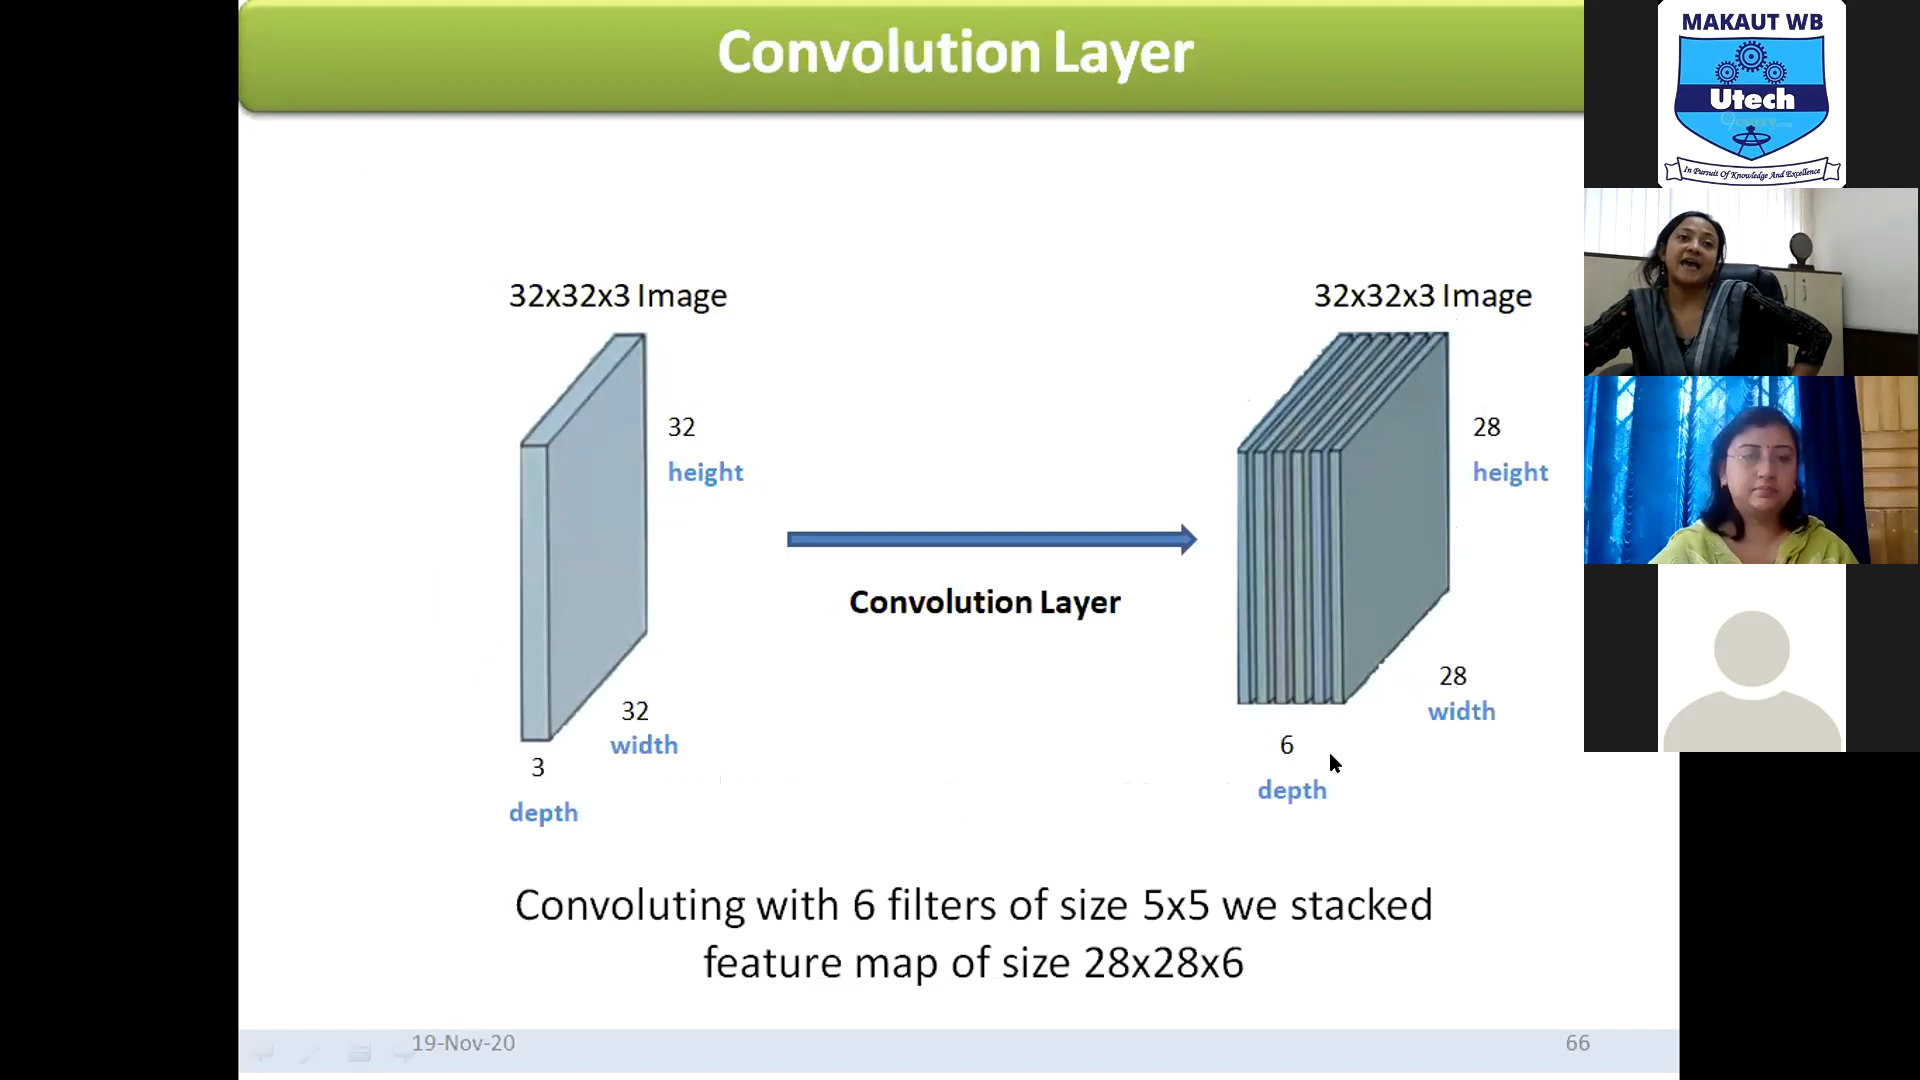 Convolution Layer
MAKAUT WB
Utech
In Pursuit Of Knowledge And Excellence
32x32x3 Image
32x32x3 Image
32
height
28
height
Convolution Layer
32
width
3
depth
28
width
6
depth
Convoluting with 6 filters of size 5x5 we stacked
feature map of size 28x28x6
19-Nov-20
66